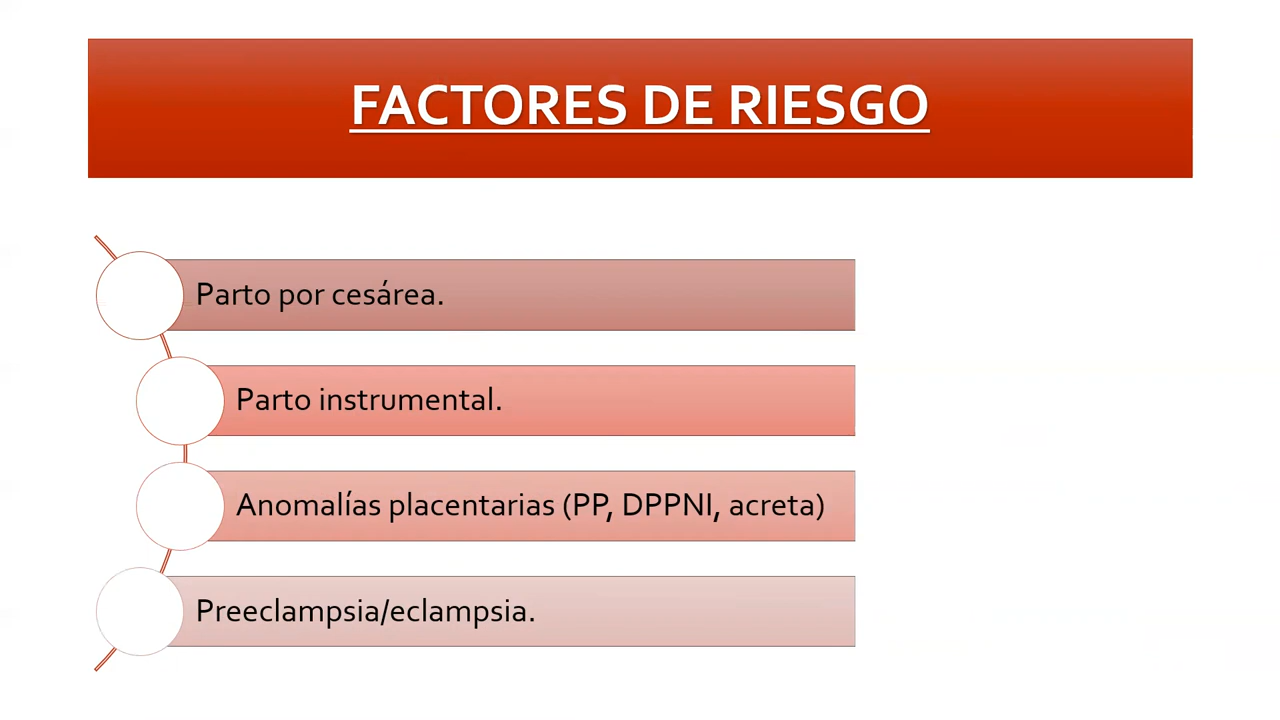 FACTORES DE RIESGO
Parto por cesárea.
Parto instrumental.
Anomalías placentarias (PP, DPPNI, acreta)
Preeclampsia/eclampsia.